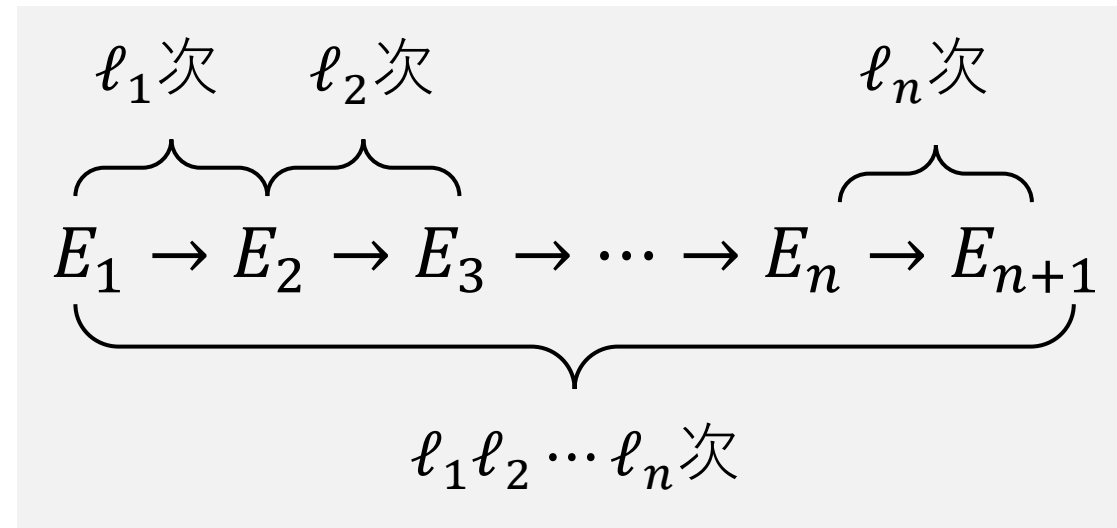 ℓ₁次 ℓ₂次 ℓₙ次
E₁ → E₂ → E₃ → ⋯ → Eₙ → Eₙ₊₁
ℓ₁ℓ₂⋯ℓₙ次